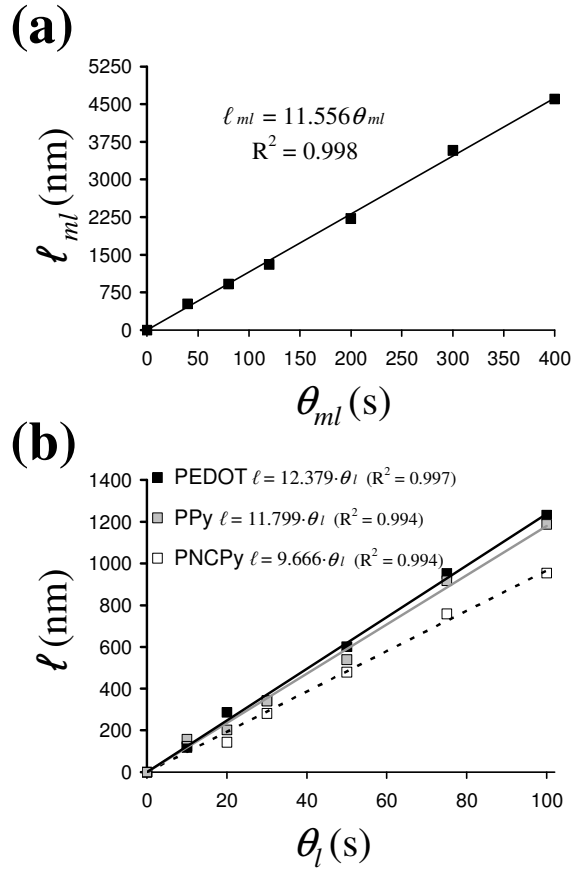 (a)
5250
4500
3750
3000
2250
1500
750
0
ℓ ml (nm)
ℓ ml = 11.556θml
R² = 0.998
0 50 100 150 200 250 300 350 400
θml (s)
(b)
1400
1200
1000
800
600
400
200
0
ℓ (nm)
PEDOT ℓ = 12.379·θl (R² = 0.997)
PPy ℓ = 11.799·θl (R² = 0.994)
PNCPy ℓ = 9.666·θl (R² = 0.994)
0 20 40 60 80 100
θl (s)